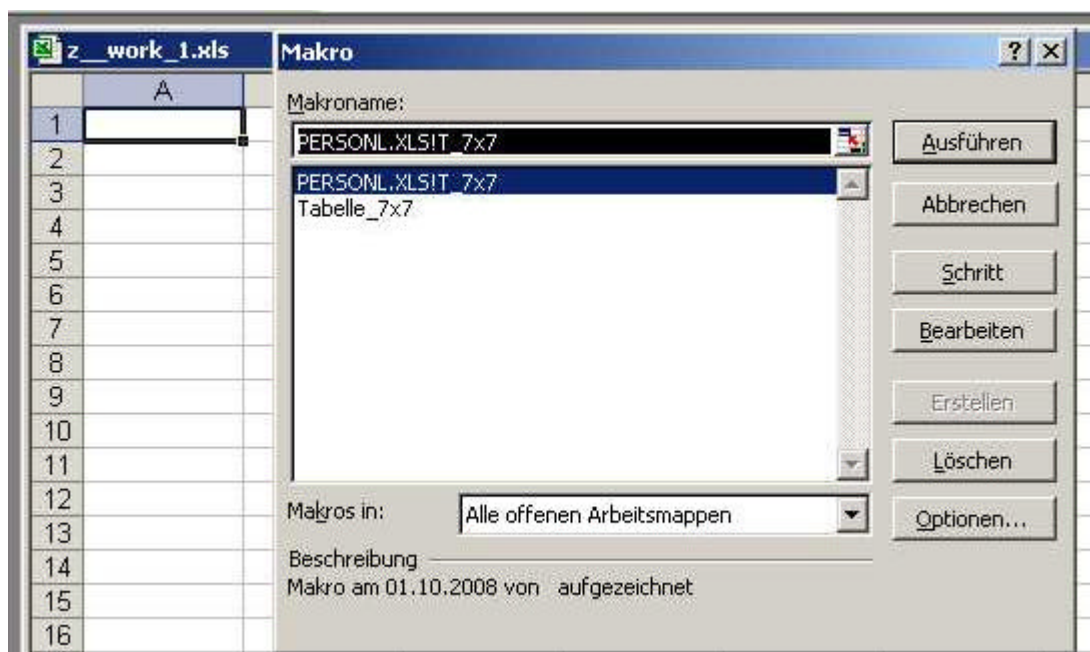 z__work_1.xls
Makro
A
1
2
3
4
5
6
7
8
9
10
11
12
13
14
15
16
Makroname:
PERSONL.XLS!T_7x7
PERSONL.XLS!T_7x7
Tabelle_7x7
Ausführen
Abbrechen
Schritt
Bearbeiten
Erstellen
Löschen
Optionen...
Makros in: Alle offenen Arbeitsmappen
Beschreibung
Makro am 01.10.2008 von aufgezeichnet